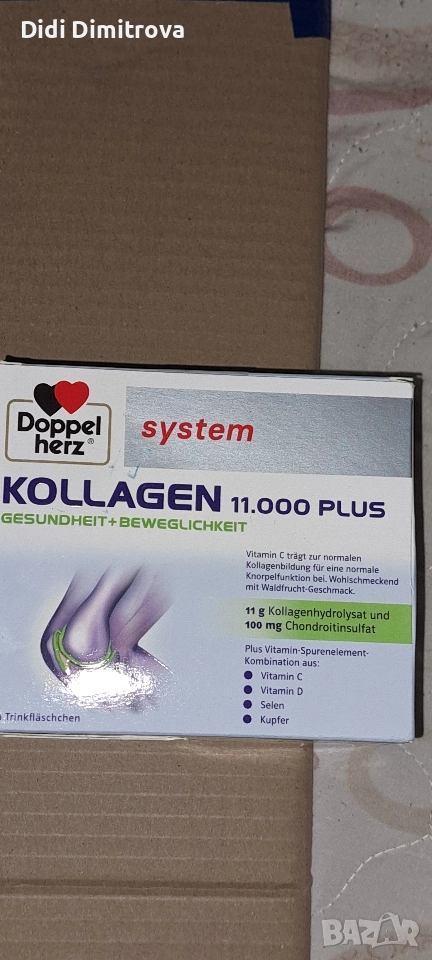 Didi Dimitrova
Doppel
herz®
system
KOLLAGEN 11.000 PLUS
GESUNDHEIT+BEWEGLICHKEIT
Vitamin C trägt zur normalen
Kollagenbildung für eine normale
Knorpelfunktion bei. Wohlschmeckend
mit Waldfrucht-Geschmack.
11 g Kollagenhydrolysat und
100 mg Chondroitinsulfat
Plus Vitamin-Spurenelement-
Kombination aus:
Vitamin C
Vitamin D
Selen
Kupfer
Trinkfläschchen
BAZAR